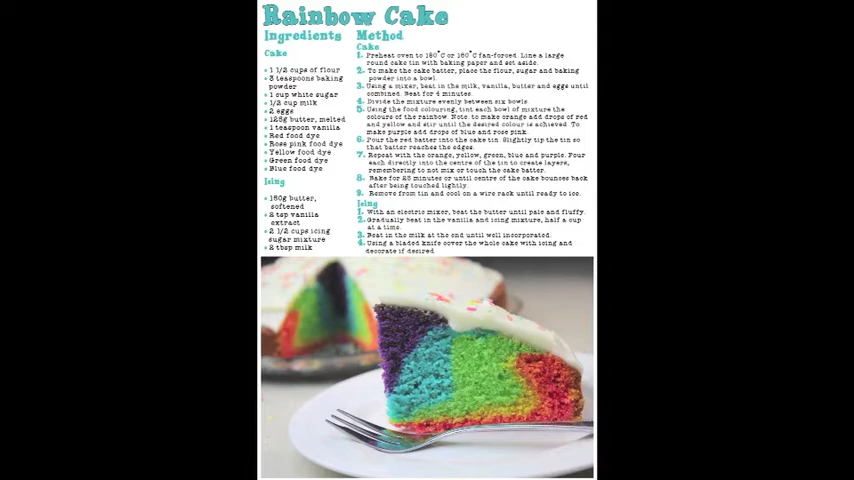 Rainbow Cake
Ingredients
Cake
1 1/2 cups of flour
3 teaspoons baking
powder
1 cup white sugar
1/2 cup milk
2 eggs
125g butter, melted
1 teaspoon vanilla
Red food dye
Rose pink food dye
Yellow food dye
Green food dye
Blue food dye
Icing
150g butter,
softened
2 tsp vanilla
extract
2 1/2 cups icing
sugar mixture
2 tbsp milk
Method
Cake
1. Preheat oven to 180°C or 160°C fan-forced. Line a large
round cake tin with baking paper and set aside.
2. To make the cake batter, place the flour, sugar and baking
powder into a bowl.
3. Using a mixer, beat in the milk, vanilla, butter and eggs until
combined. Beat for 4 minutes.
4. Divide the mixture evenly between six bowls.
5. Using the food colouring, tint each bowl of mixture the
colours of the rainbow. Note: to make orange add drops of red
and yellow and stir until the desired colour is achieved. To
make purple add drops of blue and rose pink.
6. Pour the red batter into the cake tin. Slightly tip the tin so
that batter reaches the edges.
7. Repeat with the orange, yellow, green, blue and purple. Pour
each directly into the centre of the tin to create layers,
remembering to not mix or touch the cake batter.
8. Bake for 25 minutes or until centre of the cake bounces back
after being touched lightly.
9. Remove from tin and cool on a wire rack until ready to ice.
Icing
1. With an electric mixer, beat the butter until pale and fluffy.
2. Gradually beat in the vanilla and icing mixture, half a cup
at a time.
3. Beat in the milk at the end until well incorporated.
4. Using a bladed knife cover the whole cake with icing and
decorate if desired.